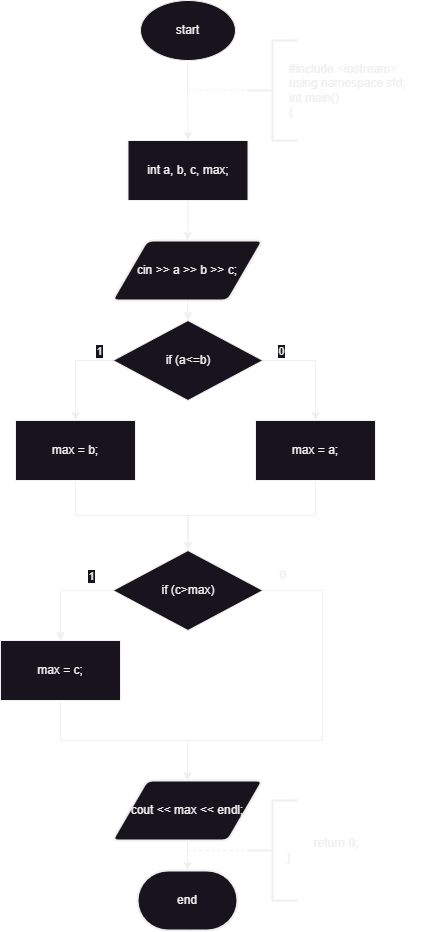 start
#include <iostream>
using namespace std;
int main()
{
int a, b, c, max;
cin >> a >> b >> c;
1
0
if (a<=b)
max = b;
max = a;
1
0
if (c>max)
max = c;
cout << max << endl;
return 0;
}
end